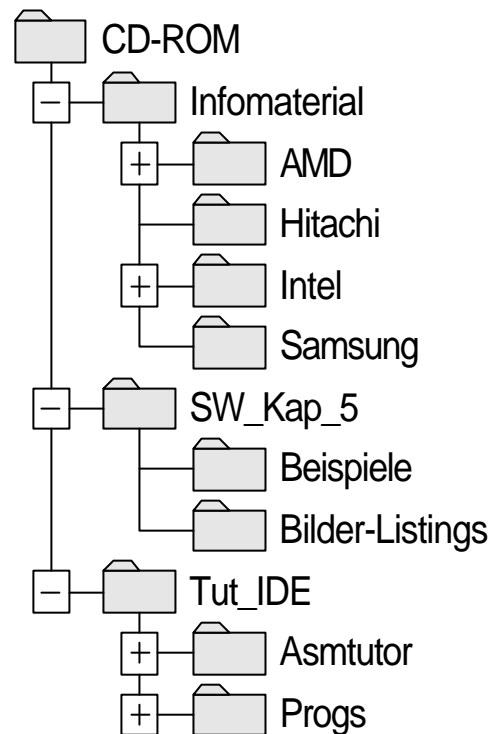 CD-ROM
Infomaterial
AMD
Hitachi
Intel
Samsung
SW_Kap_5
Beispiele
Bilder-Listings
Tut_IDE
Asmtutor
Progs